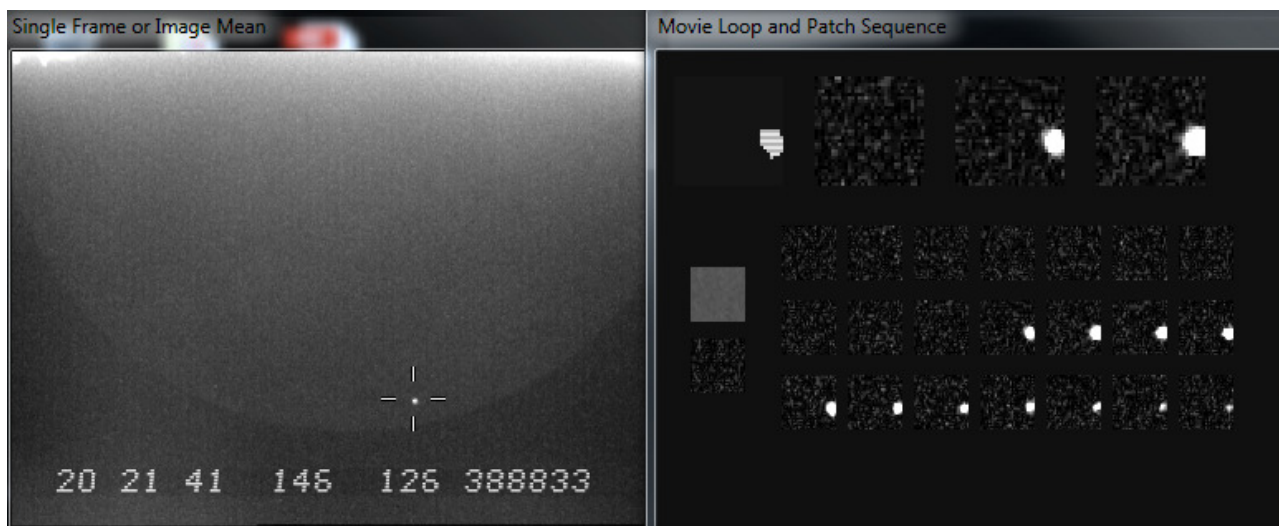 Single Frame or Image Mean
Movie Loop and Patch Sequence
20 21 41 146 126 388833